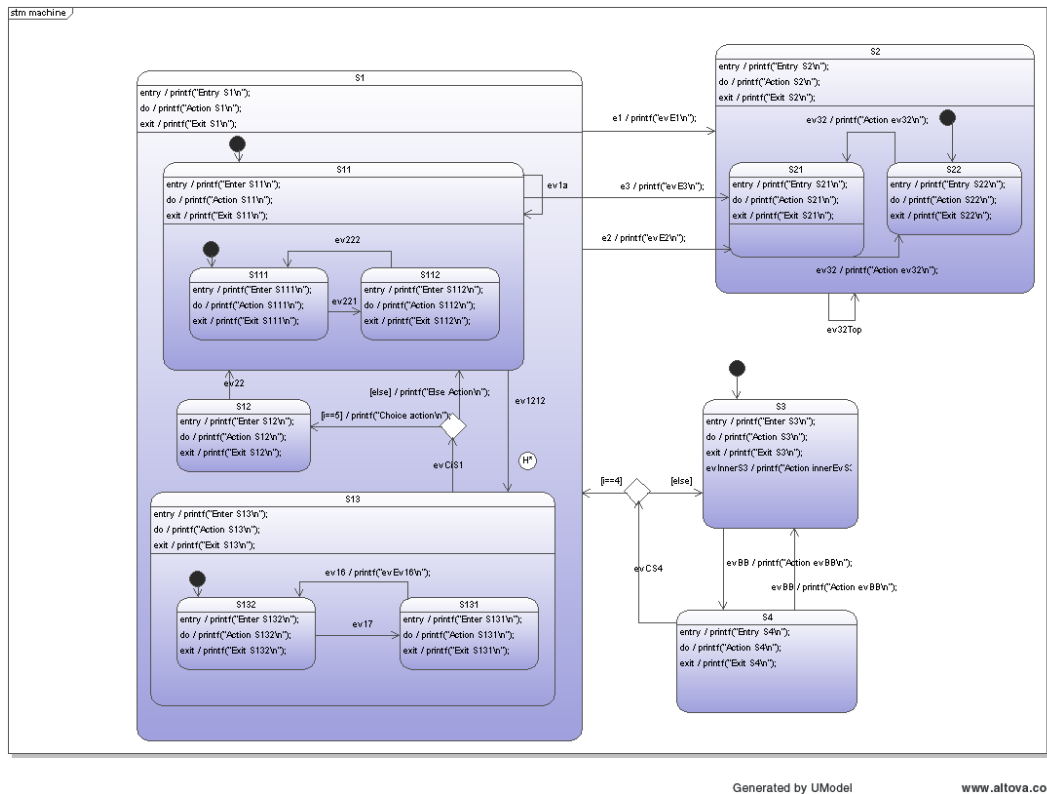 stm machine
S1
entry / printf("Entry S1\n");
do / printf("Action S1\n");
exit / printf("Exit S1\n");
S11
entry / printf("Enter S11\n");
do / printf("Action S11\n");
exit / printf("Exit S11\n");
ev1a
ev222
S111
entry / printf("Enter S111\n");
do / printf("Action S111\n");
exit / printf("Exit S111\n");
ev221
S112
entry / printf("Enter S112\n");
do / printf("Action S112\n");
exit / printf("Exit S112\n");
ev22
[else] / printf("Else Action\n");
ev1212
S12
entry / printf("Enter S12\n");
do / printf("Action S12\n");
exit / printf("Exit S12\n");
[i==5] / printf("Choice action\n");
evCiS1
H*
S13
entry / printf("Enter S13\n");
do / printf("Action S13\n");
exit / printf("Exit S13\n");
ev16 / printf("evEv16\n");
S132
entry / printf("Enter S132\n");
do / printf("Action S132\n");
exit / printf("Exit S132\n");
ev17
S131
entry / printf("Enter S131\n");
do / printf("Action S131\n");
exit / printf("Exit S131\n");
e1 / printf("evE1\n");
e3 / printf("evE3\n");
e2 / printf("evE2\n");
S2
entry / printf("Entry S2\n");
do / printf("Action S2\n");
exit / printf("Exit S2\n");
ev32 / printf("Action ev32\n");
S21
entry / printf("Entry S21\n");
do / printf("Action S21\n");
exit / printf("Exit S21\n");
S22
entry / printf("Entry S22\n");
do / printf("Action S22\n");
exit / printf("Exit S22\n");
ev32 / printf("Action ev32\n");
ev32Top
S3
entry / printf("Enter S3\n");
do / printf("Action S3\n");
exit / printf("Exit S3\n");
evInnerS3 / printf("Action innerEvS3
[i==4]
[else]
evCS4
evBB / printf("Action evBB\n");
evBB / printf("Action evBB\n");
S4
entry / printf("Entry S4\n");
do / printf("Action S4\n");
exit / printf("Exit S4\n");
Generated by UModel
www.altova.co